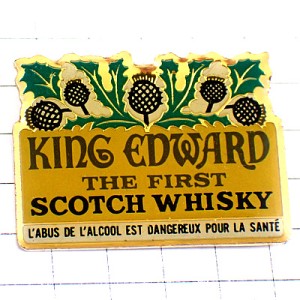 KING EDWARD
THE FIRST
SCOTCH WHISKY
L'ABUS DE L'ALCOOL EST DANGEREUX POUR LA SANTÉ